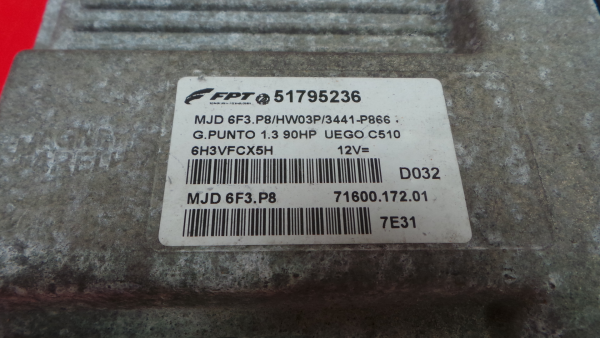 FPT 51795236
MJD 6F3.P8/HW03P/3441-P866 :
G.PUNTO 1.3 90HP UEGO C510
6H3VFCX5H 12V=
D032
MJD 6F3.P8 71600.172.01
7E31